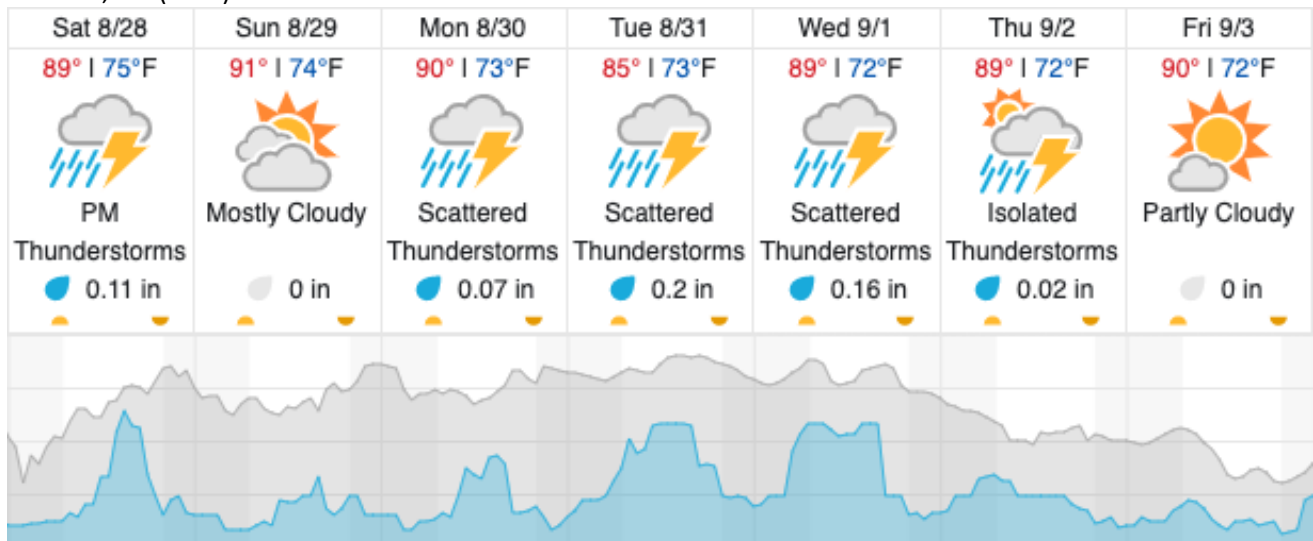 Sat 8/28
89° | 75°F
PM
Thunderstorms
0.11 in
Sun 8/29
91° | 74°F
Mostly Cloudy
0 in
Mon 8/30
90° | 73°F
Scattered
Thunderstorms
0.07 in
Tue 8/31
85° | 73°F
Scattered
Thunderstorms
0.2 in
Wed 9/1
89° | 72°F
Scattered
Thunderstorms
0.16 in
Thu 9/2
89° | 72°F
Isolated
Thunderstorms
0.02 in
Fri 9/3
90° | 72°F
Partly Cloudy
0 in